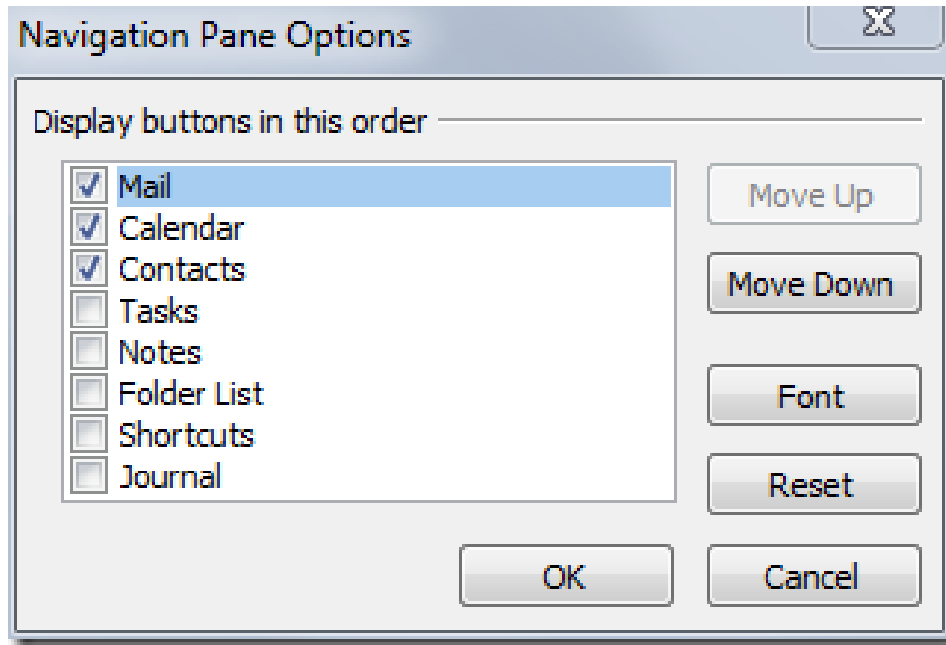 Navigation Pane Options
Display buttons in this order
Mail
Calendar
Contacts
Tasks
Notes
Folder List
Shortcuts
Journal
Move Up
Move Down
Font
Reset
OK
Cancel